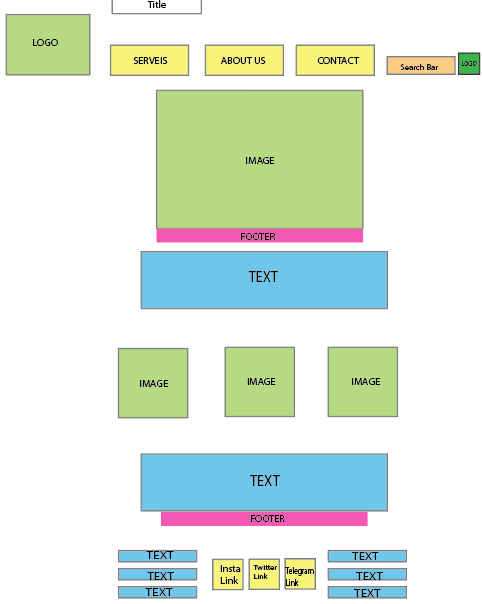 Title
LOGO
SERVEIS
ABOUT US
CONTACT
Search Bar
LOGO
IMAGE
FOOTER
TEXT
IMAGE
IMAGE
IMAGE
TEXT
FOOTER
TEXT
TEXT
TEXT
Insta
Link
Twitter
Link
Telegram
Link
TEXT
TEXT
TEXT